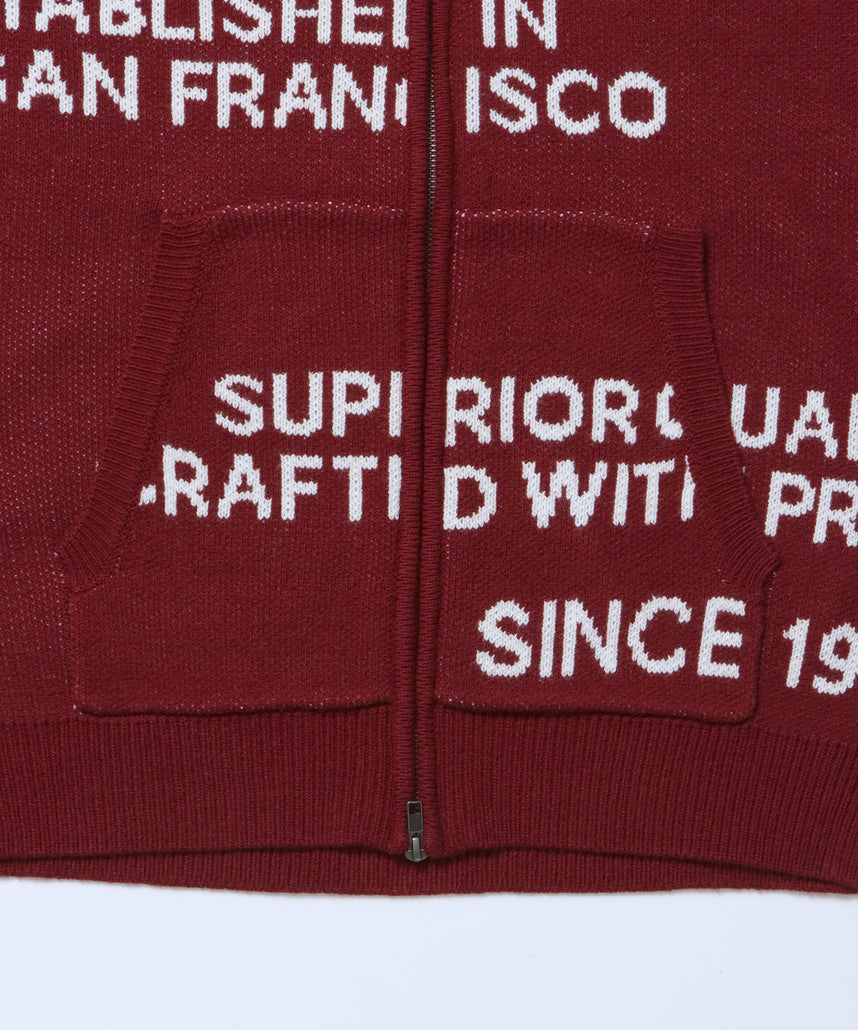 ESTABLISHED IN
SAN FRANCISCO
SUPERIOR QUAL
CRAFTED WITH PR
SINCE 19